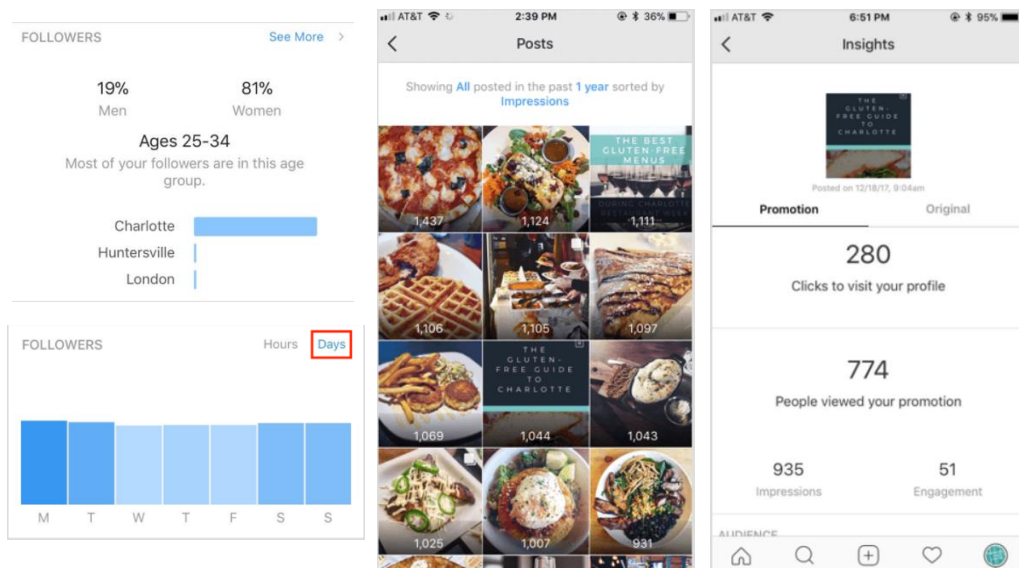 FOLLOWERS
See More >
19%
81%
Men
Women
Ages 25-34
Most of your followers are in this age
group.
Charlotte
Huntersville
London
FOLLOWERS
Hours
Days
M T W T F S S
AT&T
2:39 PM
36%
Posts
Showing All posted in the past 1 year sorted by
Impressions
THE BEST
GLUTEN-FREE
MENUS
DURING CHARLOTTE
RESTAURANT WEEK
1,437
1,124
1,111
1,106
1,105
1,097
THE
GLUTEN-
FREE GUIDE
TO
CHARLOTTE
1,069
1,044
1,043
1,025
1,007
931
AT&T
6:51 PM
95%
Insights
THE
GLUTEN-
FREE GUIDE
TO
CHARLOTTE
Posted on 12/18/17, 9:04am
Promotion
Original
280
Clicks to visit your profile
774
People viewed your promotion
935
51
Impressions
Engagement
AUDIENCE